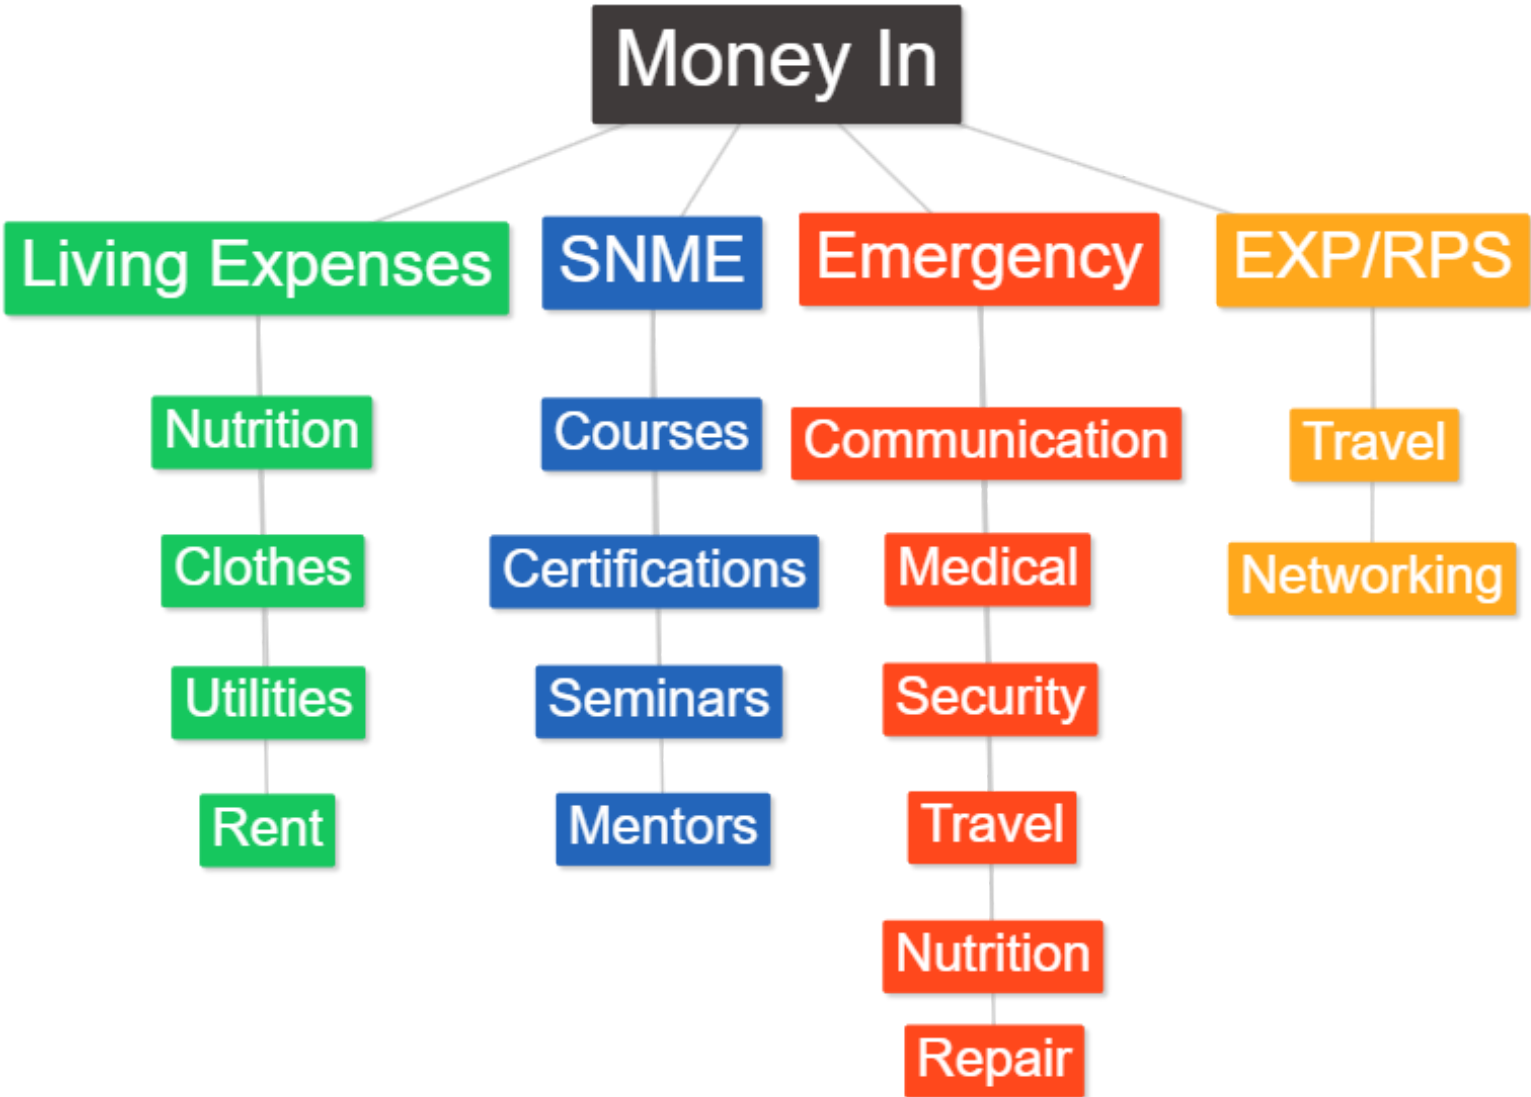 Money In
Living Expenses
Nutrition
Clothes
Utilities
Rent
SNME
Courses
Certifications
Seminars
Mentors
Emergency
Communication
Medical
Security
Travel
Nutrition
Repair
EXP/RPS
Travel
Networking